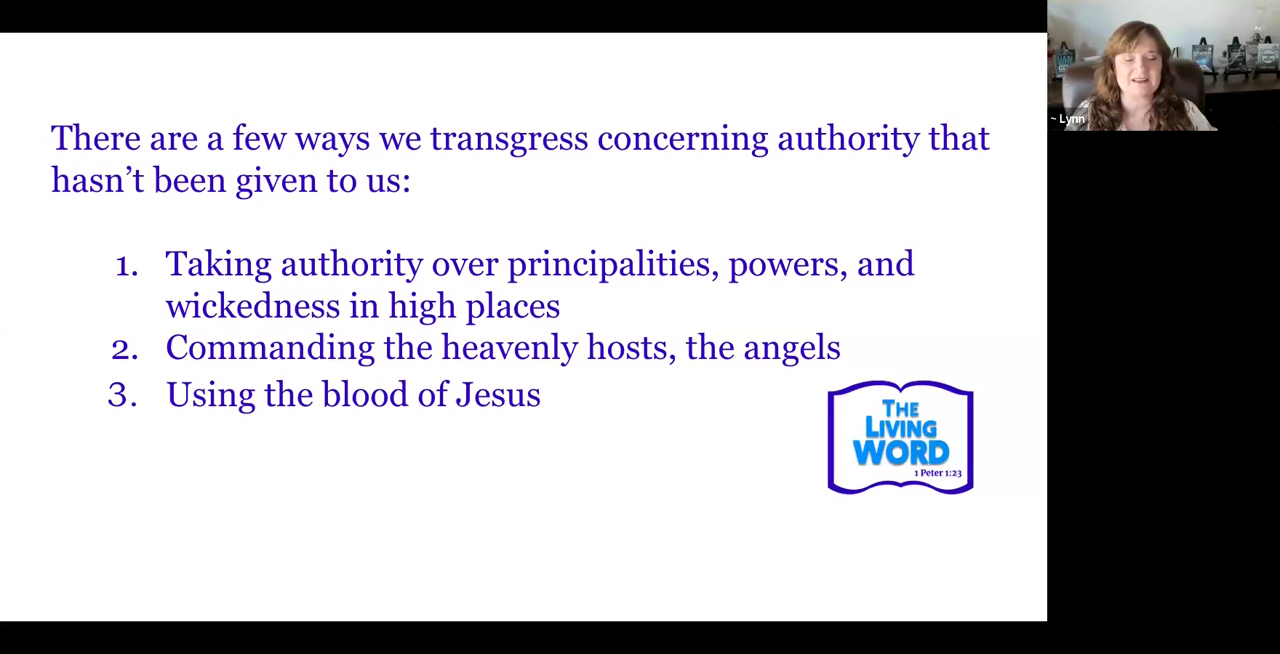 There are a few ways we transgress concerning authority that
hasn’t been given to us:
1. Taking authority over principalities, powers, and
wickedness in high places
2. Commanding the heavenly hosts, the angels
3. Using the blood of Jesus
THE
LIVING
WORD
1 Peter 1:23
~ Lynn